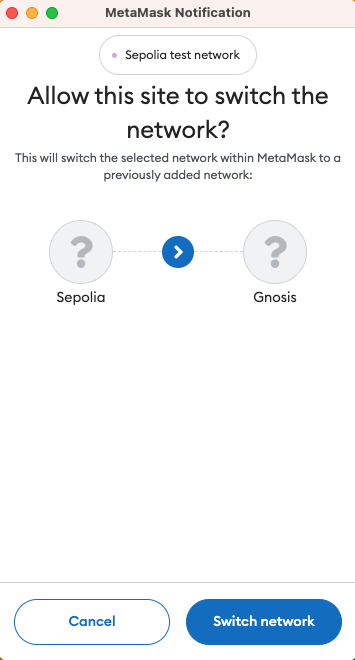 MetaMask Notification
Sepolia test network
Allow this site to switch the
network?
This will switch the selected network within MetaMask to a
previously added network:
? ?
Sepolia Gnosis
Cancel Switch network